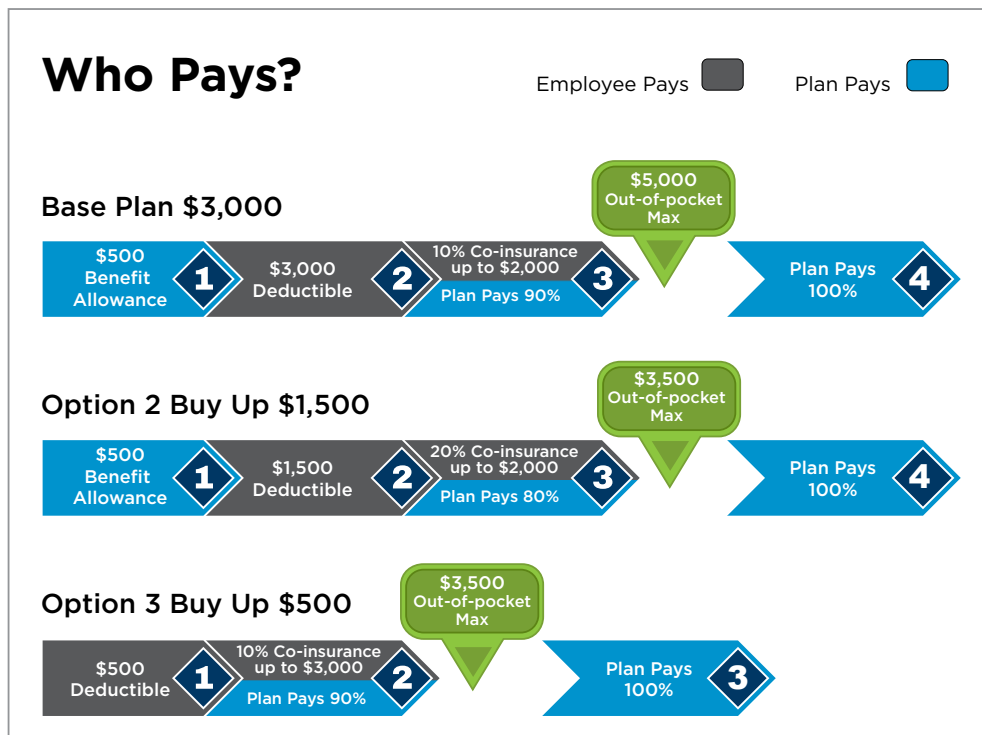 Who Pays?
Employee Pays
Plan Pays
Base Plan $3,000
$5,000
Out-of-pocket
Max
$500
Benefit
Allowance
1
$3,000
Deductible
2
10% Co-insurance
up to $2,000
Plan Pays 90%
3
Plan Pays
100%
4
Option 2 Buy Up $1,500
$3,500
Out-of-pocket
Max
$500
Benefit
Allowance
1
$1,500
Deductible
2
20% Co-insurance
up to $2,000
Plan Pays 80%
3
Plan Pays
100%
4
Option 3 Buy Up $500
$3,500
Out-of-pocket
Max
$500
Deductible
1
10% Co-insurance
up to $3,000
Plan Pays 90%
2
Plan Pays
100%
3